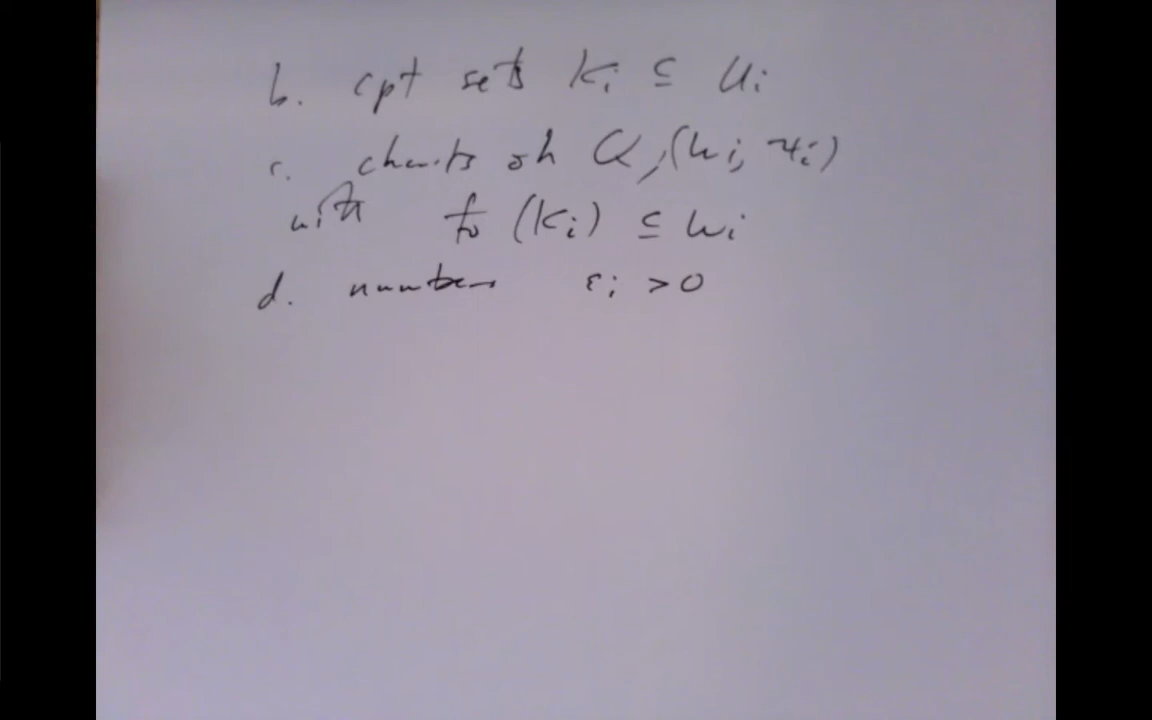 b. cpt sets Ki ⊆ Ui
c. charts on Q, (Wi, ψi)
with f0 (Ki) ⊆ Wi
d. numbers εi > 0